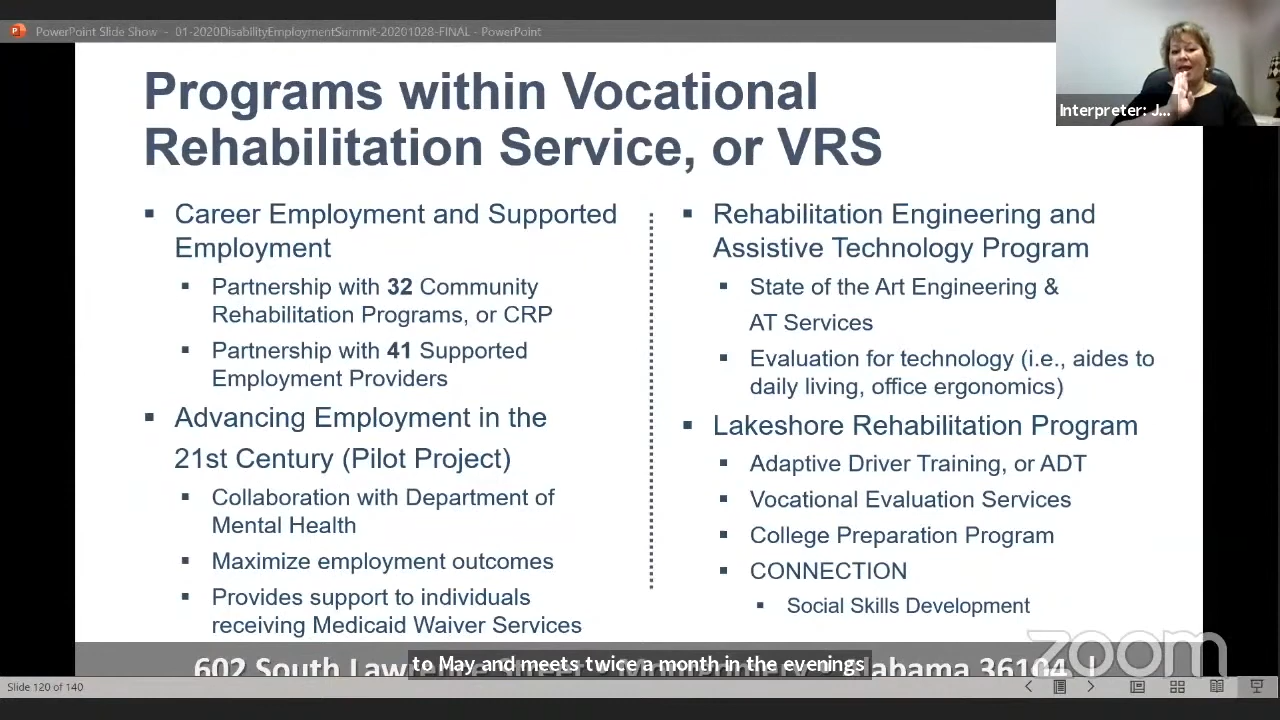 PowerPoint Slide Show - 01-2020DisabilityEmploymentSummit-20201028-FINAL - PowerPoint
Interpreter: J...
Programs within Vocational
Rehabilitation Service, or VRS
▪ Career Employment and Supported
Employment
▪ Partnership with 32 Community
Rehabilitation Programs, or CRP
▪ Partnership with 41 Supported
Employment Providers
▪ Advancing Employment in the
21st Century (Pilot Project)
▪ Collaboration with Department of
Mental Health
▪ Maximize employment outcomes
▪ Provides support to individuals
receiving Medicaid Waiver Services
▪ Rehabilitation Engineering and
Assistive Technology Program
▪ State of the Art Engineering &
AT Services
▪ Evaluation for technology (i.e., aides to
daily living, office ergonomics)
▪ Lakeshore Rehabilitation Program
▪ Adaptive Driver Training, or ADT
▪ Vocational Evaluation Services
▪ College Preparation Program
▪ CONNECTION
▪ Social Skills Development
602 South 36104 |
to May and meets twice a month in the evenings
zoom
Slide 120 of 140